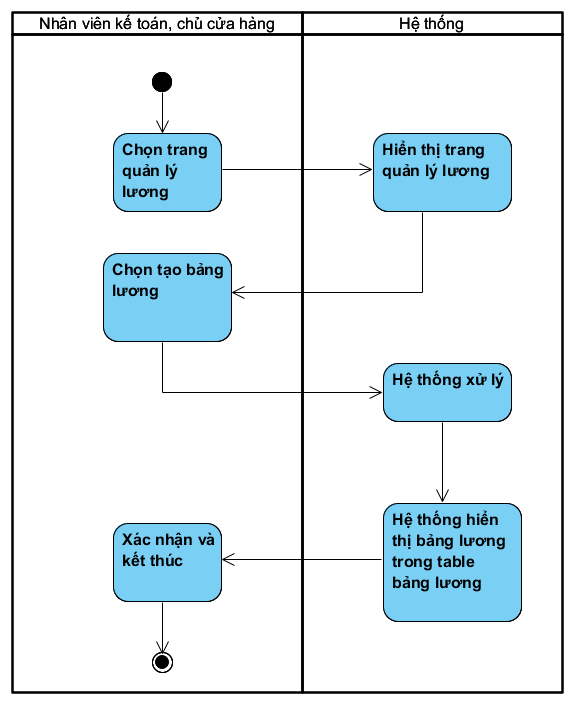 Nhân viên kế toán, chủ cửa hàng
Hệ thống
Chọn trang
quản lý
lương
Hiển thị trang
quản lý lương
Chọn tạo bảng
lương
Hệ thống xử lý
Hệ thống hiển
thị bảng lương
trong table
bảng lương
Xác nhận và
kết thúc